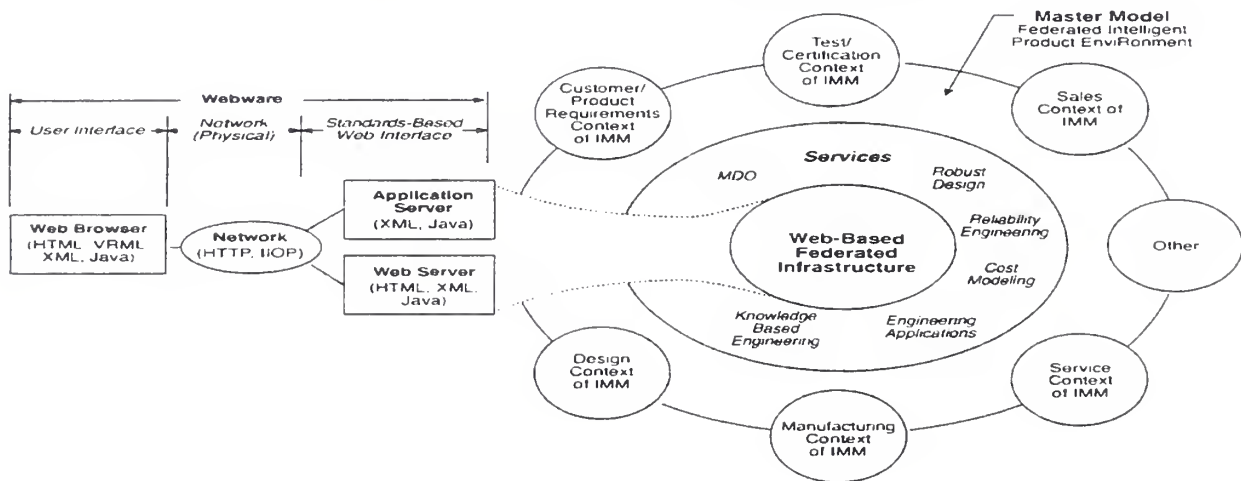 Master Model
Federated Intelligent
Product EnviRonment
Test/
Certification
Context
of IMM
Customer/
Product
Requirements
Context
of IMM
Sales
Context of
IMM
Webware
User Interface
Network
(Physical)
Standards-Based
Web Interface
Services
MDO
Robust
Design
Application
Server
(XML, Java)
Web Browser
(HTML, VRML
XML, Java)
Network
(HTTP, IIOP)
Web-Based
Federated
Infrastructure
Reliability
Engineering
Other
Web Server
(HTML, XML,
Java)
Cost
Modeling
Knowledge
Based
Engineering
Engineering
Applications
Design
Context
of IMM
Service
Context
of IMM
Manufacturing
Context
of IMM